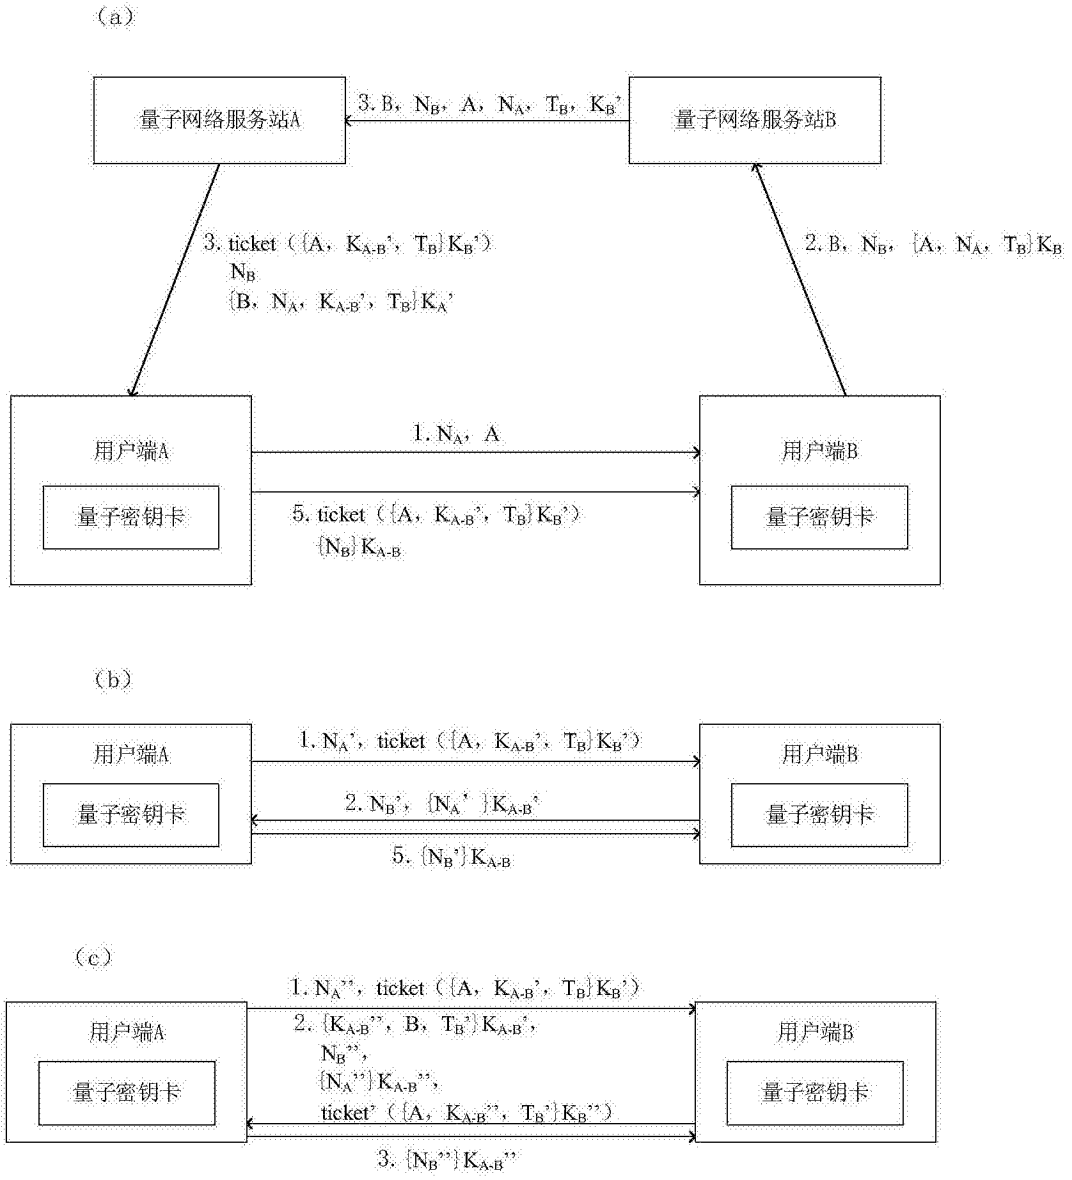 （a）
量子网络服务站A
3. B，NB，A，NA，TB，KB’
量子网络服务站B
3. ticket（{A，KA-B’，TB}KB’）
NB
{B，NA，KA-B’，TB}KA’
2. B，NB，{A，NA，TB}KB
用户端A
量子密钥卡
1. NA，A
5. ticket（{A，KA-B’，TB}KB’）
{NB}KA-B
用户端B
量子密钥卡
（b）
用户端A
量子密钥卡
1. NA’，ticket（{A，KA-B’，TB}KB’）
2. NB’，{NA’}KA-B’
5. {NB’}KA-B
用户端B
量子密钥卡
（c）
用户端A
量子密钥卡
1. NA’’，ticket（{A，KA-B’，TB}KB’）
2. {KA-B’’，B，TB’}KA-B’，
NB’’，
{NA’’}KA-B’’，
ticket’（{A，KA-B’’，TB’}KB’’）
3. {NB’’}KA-B’’
用户端B
量子密钥卡